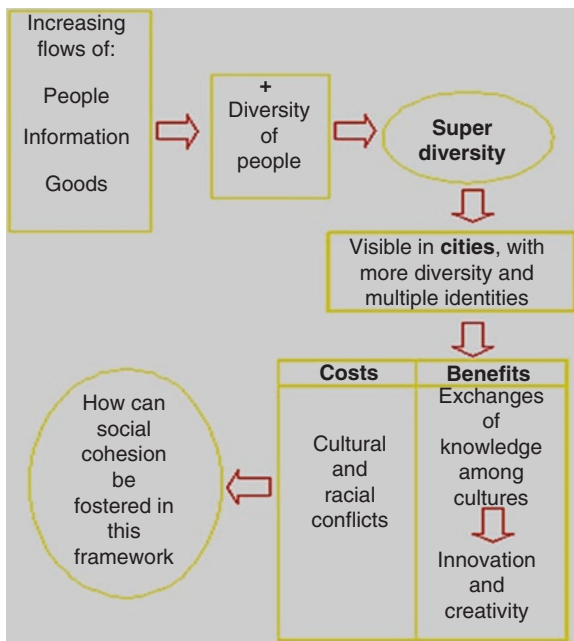 Increasing
flows of:
People
Information
Goods
+
Diversity
of
people
Super
diversity
Visible in cities, with
more diversity and
multiple identities
Costs
Cultural
and
racial
conflicts
Benefits
Exchanges
of
knowledge
among
cultures
Innovation
and
creativity
How can
social
cohesion
be
fostered in
this
framework